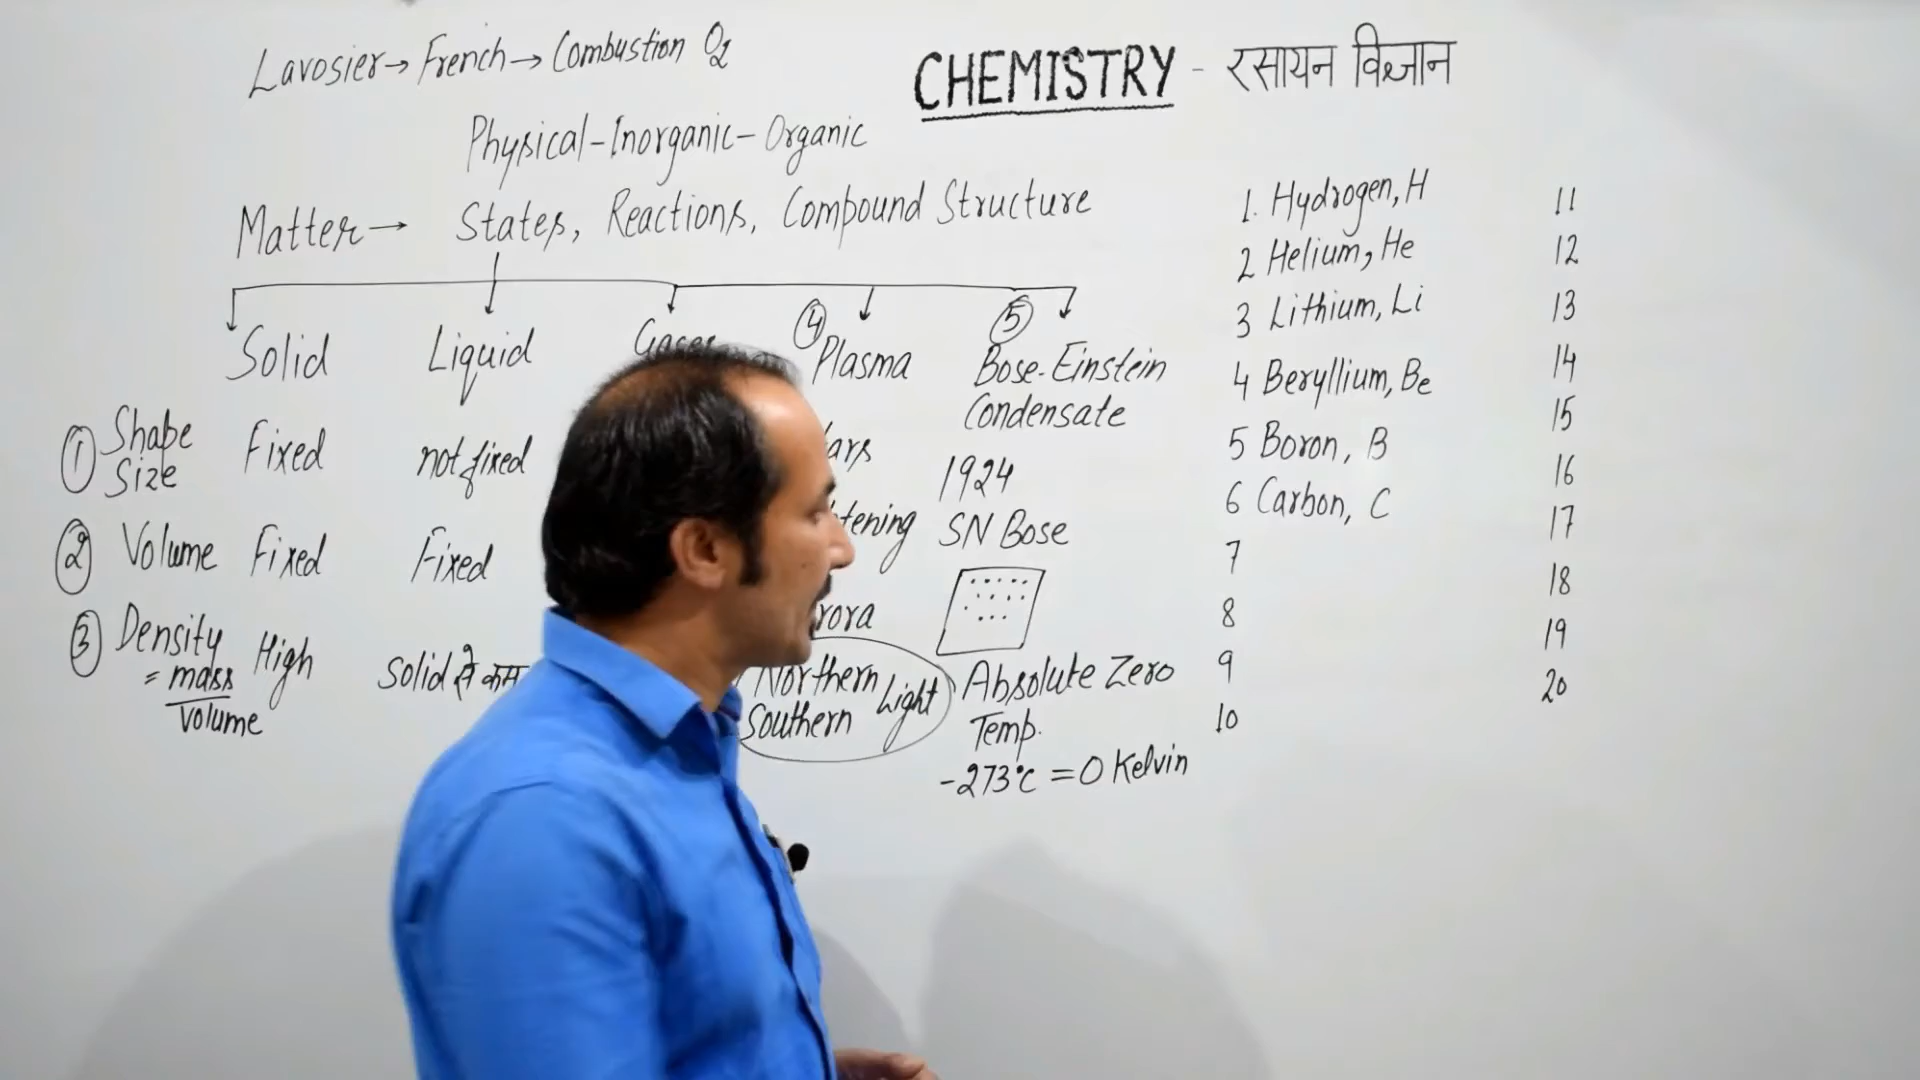 Lavosier→ French→ Combustion O2
CHEMISTRY - रसायन विज्ञान
Physical-Inorganic-Organic
Matter→ States, Reactions, Compound Structure
Solid Liquid Gases ④ Plasma ⑤ Bose-Einstein
Condensate
① Shape Fixed not fixed
Size
② Volume Fixed Fixed
③ Density High Solid से कम
= mass
volume
Northern Light
Southern
1924
SN Bose
Absolute Zero
Temp.
-273°C = 0 Kelvin
1. Hydrogen, H
2 Helium, He
3 Lithium, Li
4 Beryllium, Be
5 Boron, B
6 Carbon, C
7
8
9
10
11
12
13
14
15
16
17
18
19
20